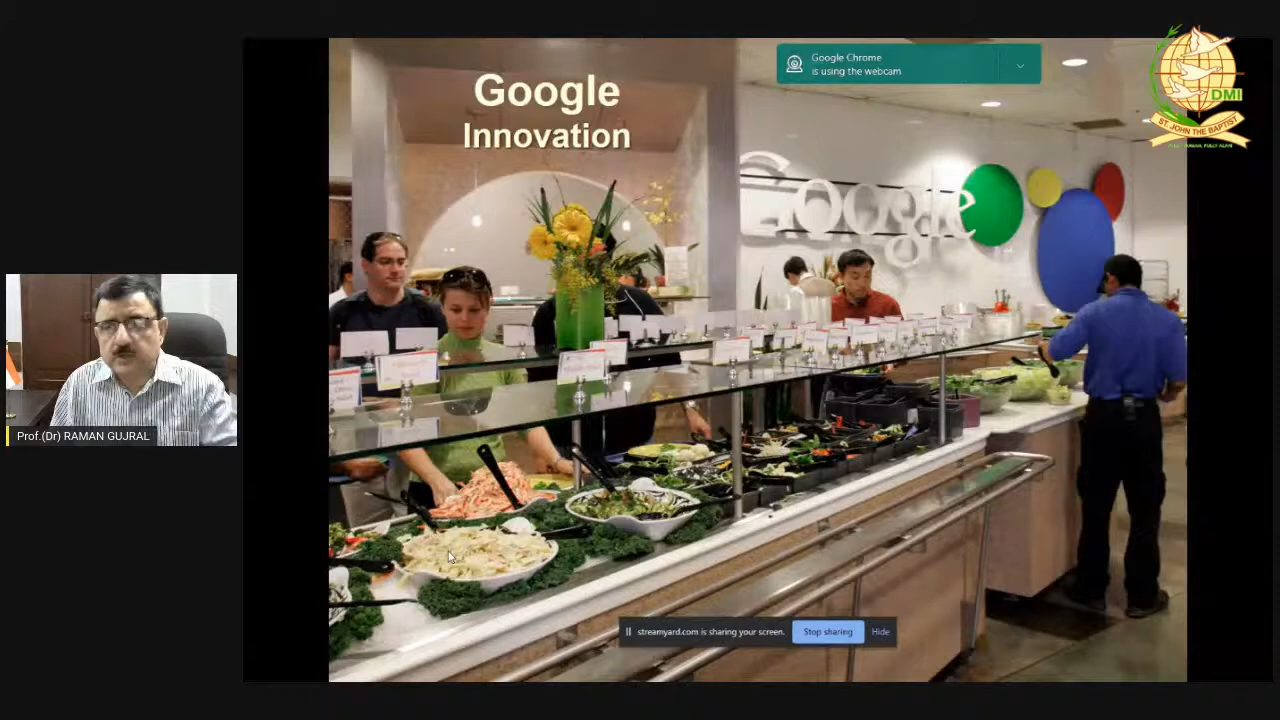 Google
Innovation
Google Chrome
is using the webcam
DMI
ST. JOHN THE BAPTIST
Google
Prof.(Dr) RAMAN GUJRAL
streamyard.com is sharing your screen.
Stop sharing
Hide